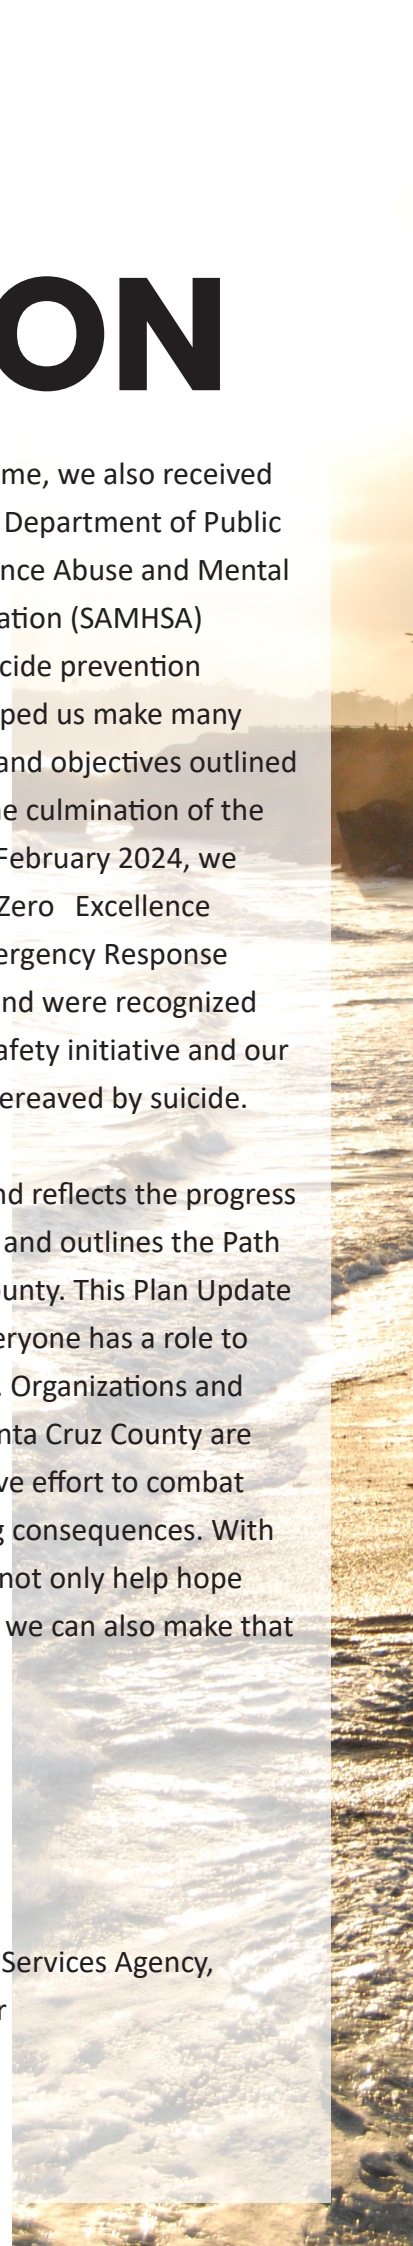 ON
me, we also received
Department of Public
nce Abuse and Mental
ation (SAMHSA)
cide prevention
ped us make many
and objectives outlined
e culmination of the
February 2024, we
Zero Excellence
ergency Response
nd were recognized
afety initiative and our
ereaved by suicide.
nd reflects the progress
and outlines the Path
ounty. This Plan Update
eryone has a role to
. Organizations and
nta Cruz County are
ve effort to combat
g consequences. With
not only help hope
we can also make that
Services Agency,
r